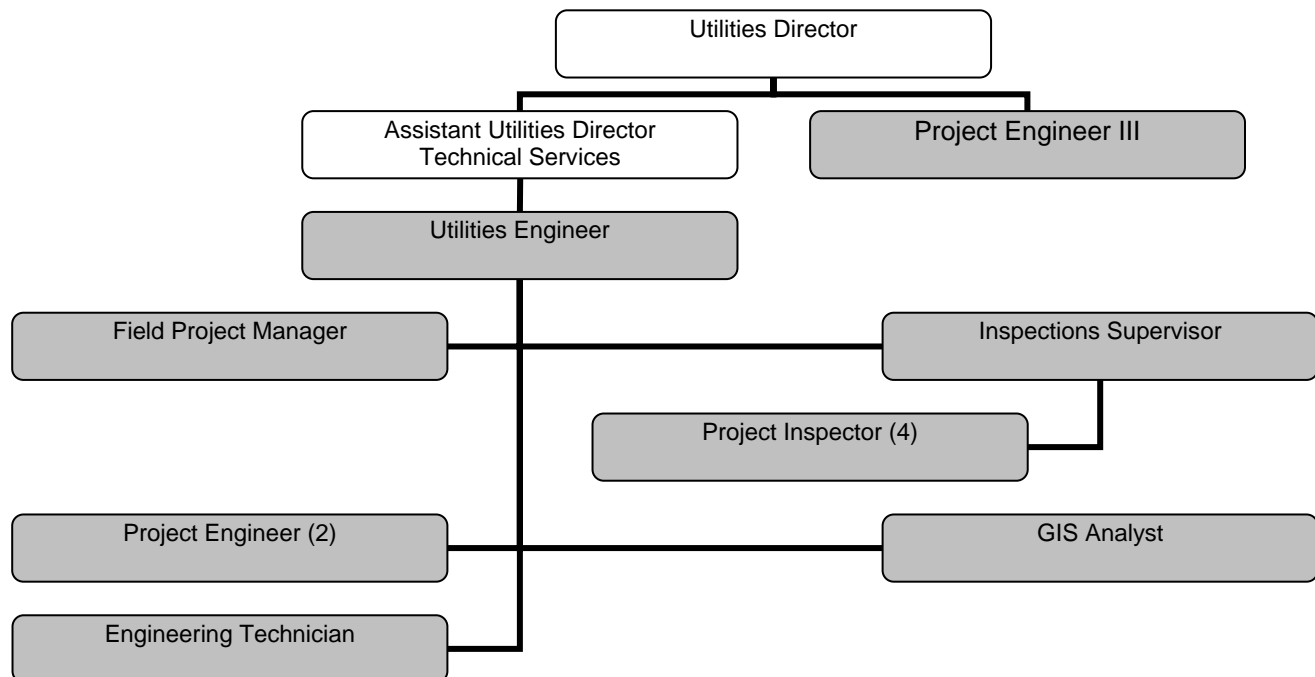 Utilities Director
Assistant Utilities Director
Technical Services
Project Engineer III
Utilities Engineer
Field Project Manager
Inspections Supervisor
Project Inspector (4)
Project Engineer (2)
GIS Analyst
Engineering Technician